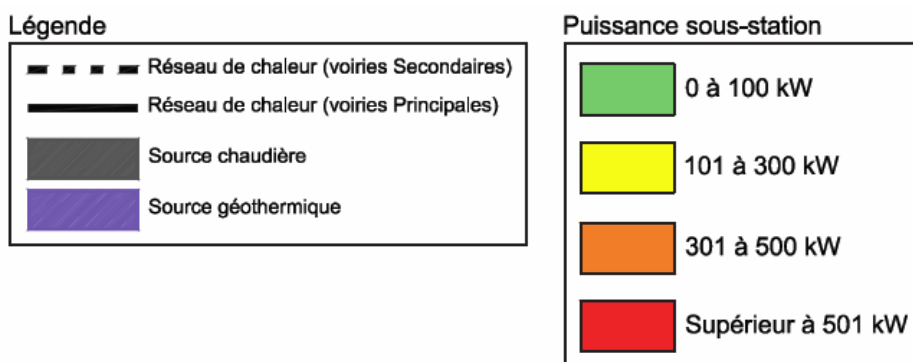 Légende
Réseau de chaleur (voiries Secondaires)
Réseau de chaleur (voiries Principales)
Source chaudière
Source géothermique
Puissance sous-station
0 à 100 kW
101 à 300 kW
301 à 500 kW
Supérieur à 501 kW